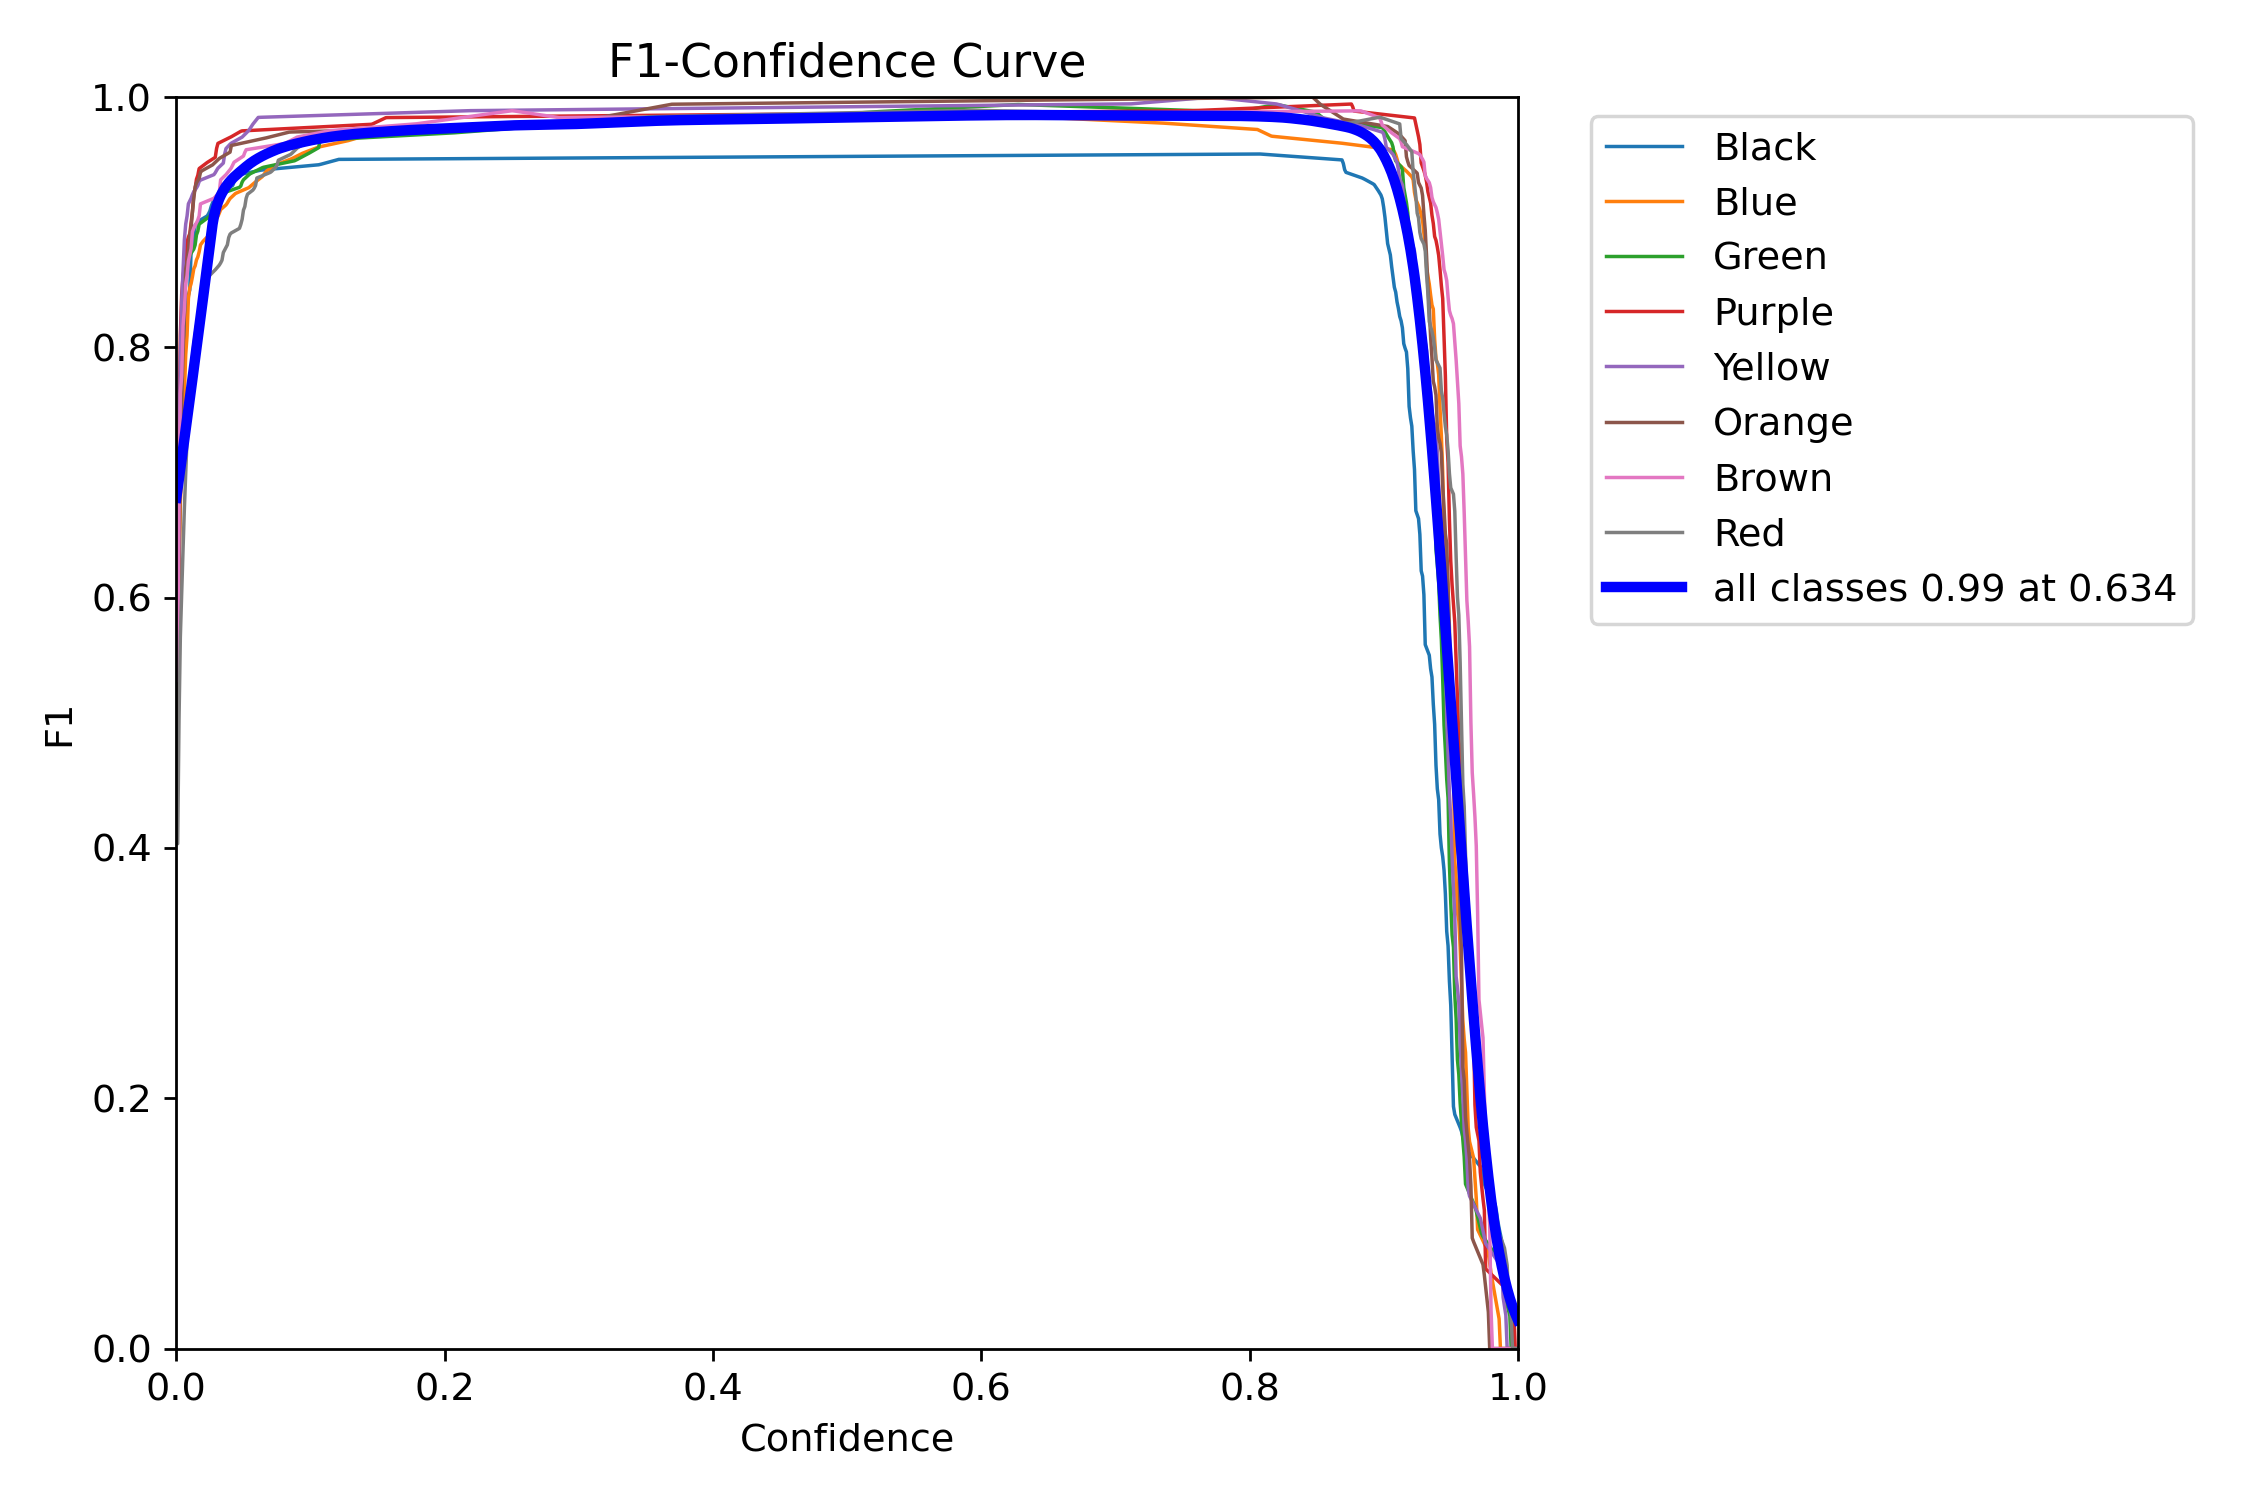 F1-Confidence Curve
1.0
0.8
0.6
0.4
0.2
0.0
F1
0.0 0.2 0.4 0.6 0.8 1.0
Confidence
Black
Blue
Green
Purple
Yellow
Orange
Brown
Red
all classes 0.99 at 0.634